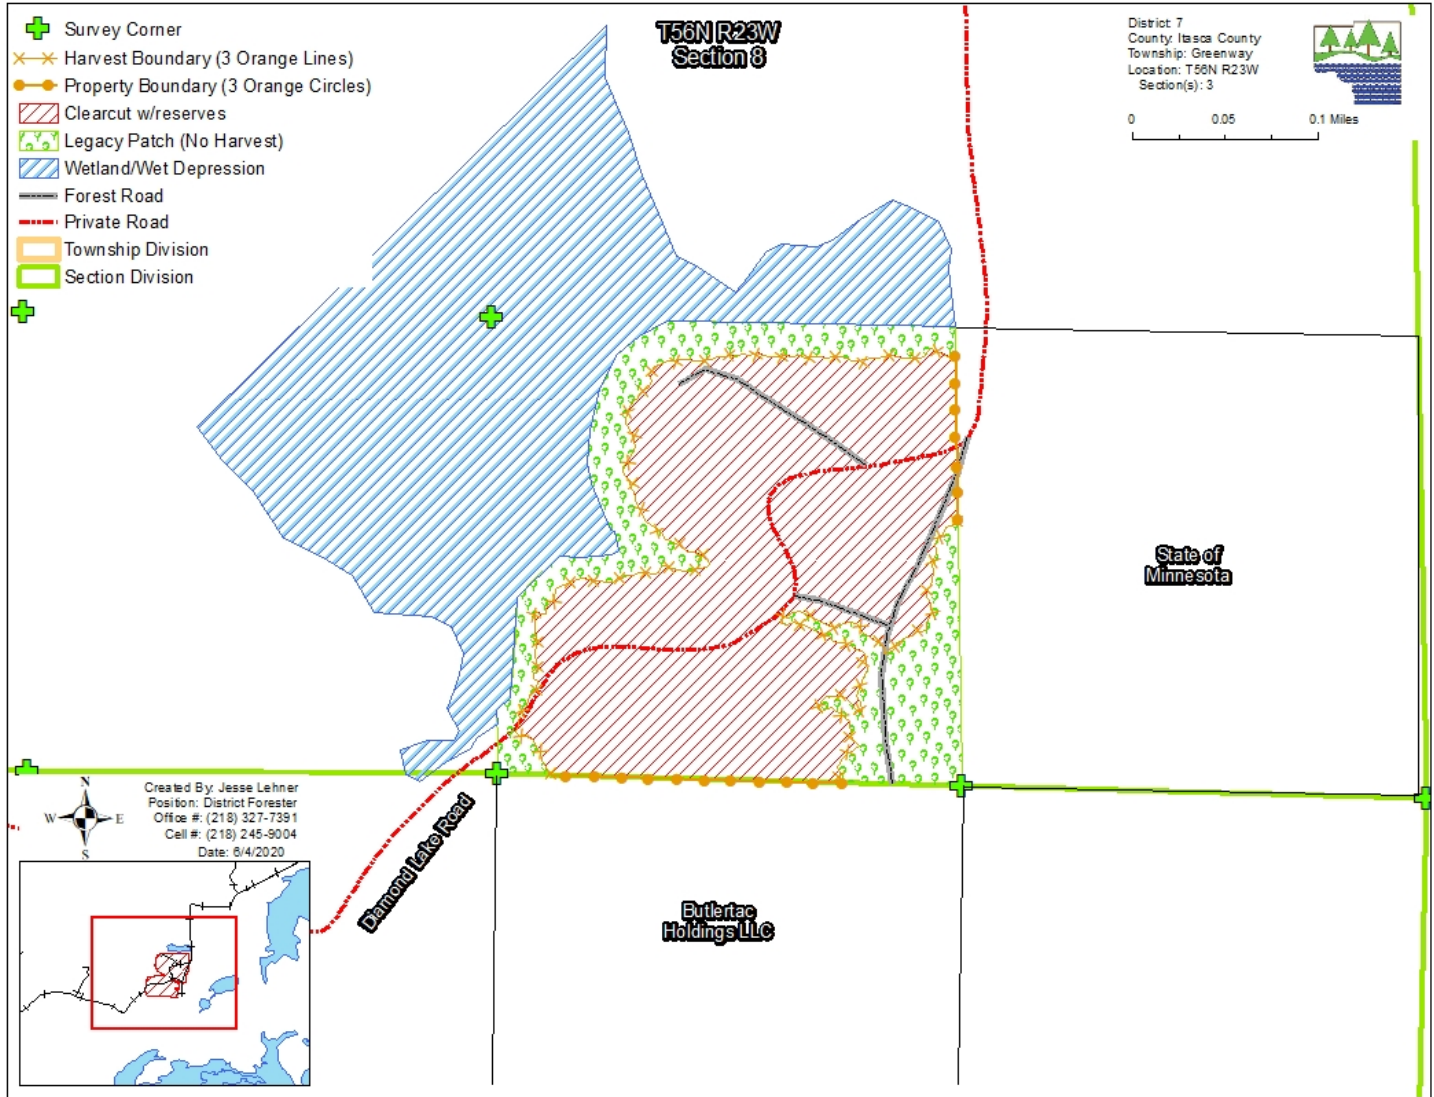 Survey Corner
Harvest Boundary (3 Orange Lines)
Property Boundary (3 Orange Circles)
Clearcut w/reserves
Legacy Patch (No Harvest)
Wetland/Wet Depression
Forest Road
Private Road
Township Division
Section Division
T56N R23W
Section 8
District: 7
County: Itasca County
Township: Greenway
Location: T56N R23W
Section(s): 3
0 0.05 0.1 Miles
State of
Minnesota
N
W E
S
Created By: Jesse Lehner
Position: District Forester
Office #: (218) 327-7391
Cell #: (218) 245-9004
Date: 6/4/2020
Diamond Lake Road
Butlertac
Holdings LLC